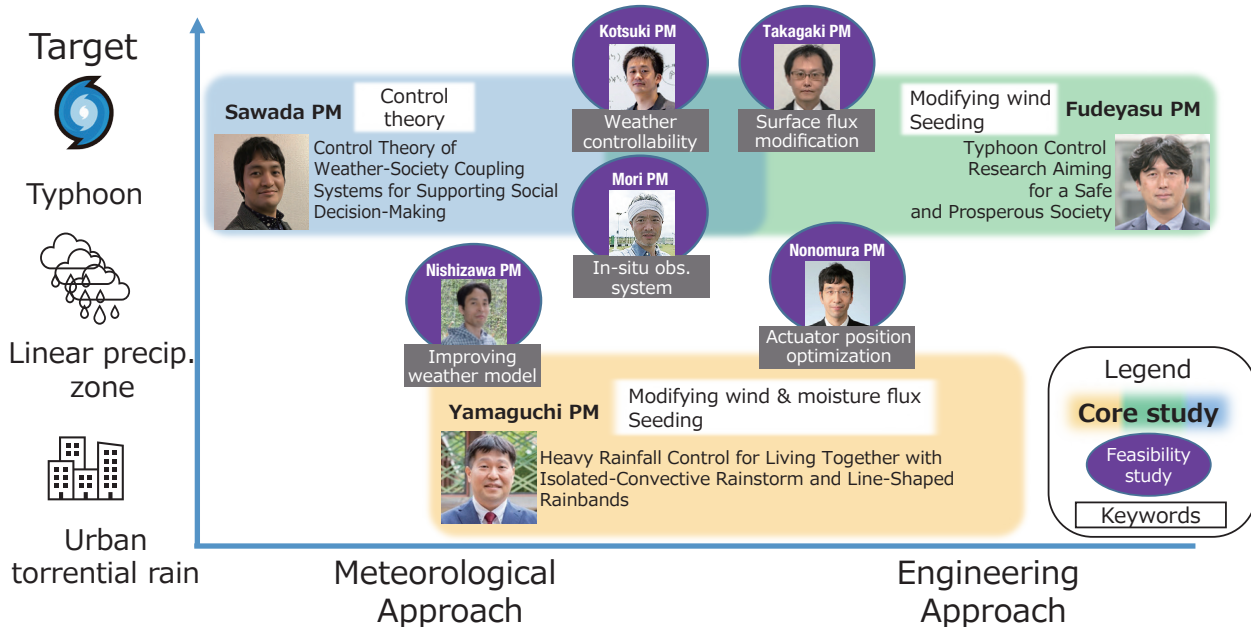 Target
Typhoon
Linear precip.
zone
Urban
torrential rain
Sawada PM
Control
theory
Control Theory of
Weather-Society Coupling
Systems for Supporting Social
Decision-Making
Kotsuki PM
Weather
controllability
Takagaki PM
Surface flux
modification
Modifying wind
Seeding
Fudeyasu PM
Typhoon Control
Research Aiming
for a Safe
and Prosperous Society
Mori PM
In-situ obs.
system
Nishizawa PM
Improving
weather model
Nonomura PM
Actuator position
optimization
Yamaguchi PM
Modifying wind & moisture flux
Seeding
Heavy Rainfall Control for Living Together with
Isolated-Convective Rainstorm and Line-Shaped
Rainbands
Legend
Core study
Feasibility
study
Keywords
Meteorological
Approach
Engineering
Approach